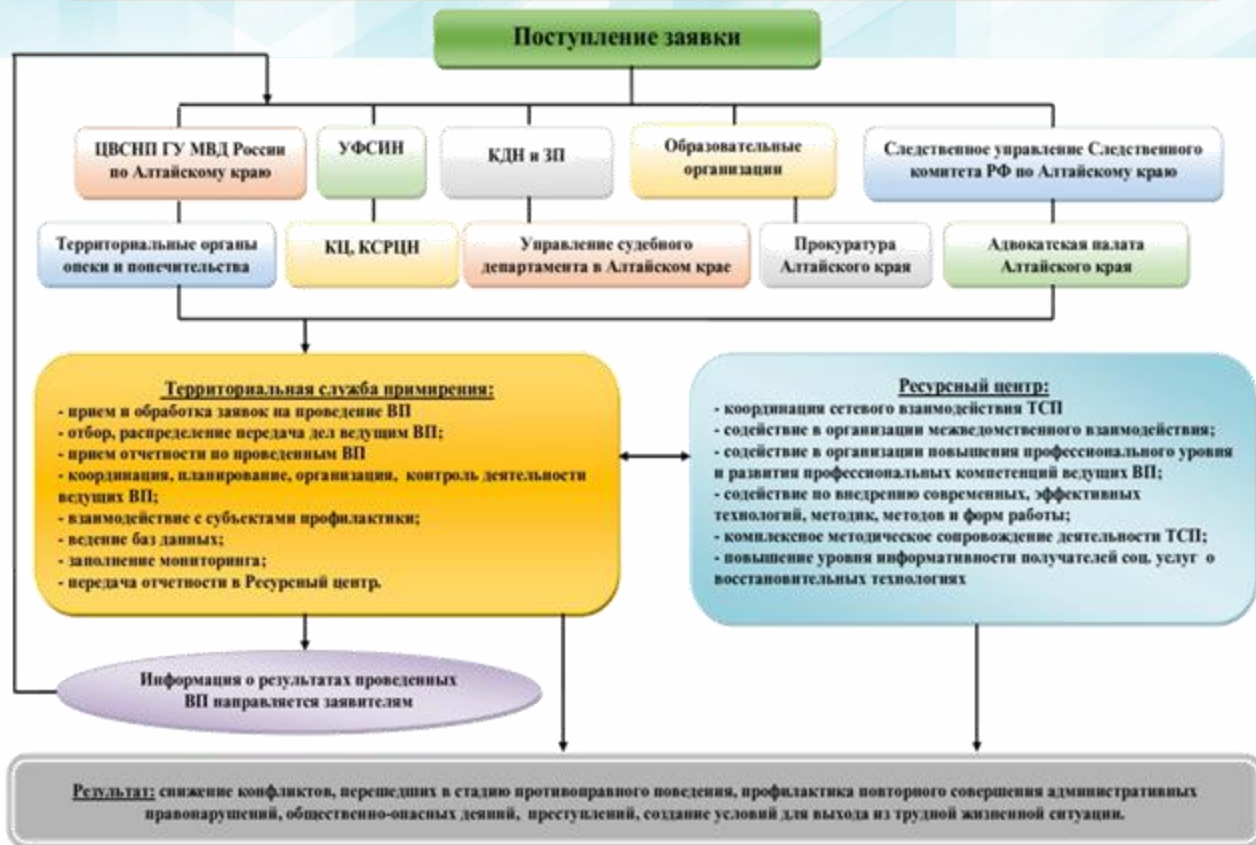 Поступление заявки
ЦВСНП ГУ МВД России
по Алтайскому краю
УФСИН
КДН и ЗП
Образовательные
организации
Следственное управление Следственного
комитета РФ по Алтайскому краю
Территориальные органы
опеки и попечительства
КЦ, КСРЦН
Управление судебного
департамента в Алтайском крае
Прокуратура
Алтайского края
Адвокатская палата
Алтайского края
Территориальная служба примирения:
- прием и обработка заявок на проведение ВП
- отбор, распределение передача дел ведущим ВП;
- прием отчетности по проведенным ВП
- координация, планирование, организация, контроль деятельности
ведущих ВП;
- взаимодействие с субъектами профилактики;
- ведение баз данных;
- заполнение мониторинга;
- передача отчетности в Ресурсный центр.
Ресурсный центр:
- координация сетевого взаимодействия ТСП
- содействие в организации межведомственного взаимодействия;
- содействие в организации повышения профессионального уровня
и развития профессиональных компетенций ведущих ВП;
- содействие по внедрению современных, эффективных
технологий, методик, методов и форм работы;
- комплексное методическое сопровождение деятельности ТСП;
- повышение уровня информативности получателей соц. услуг о
восстановительных технологиях
Информация о результатах проведенных
ВП направляется заявителям
Результат: снижение конфликтов, перешедших в стадию противоправного поведения, профилактика повторного совершения административных
правонарушений, общественно-опасных деяний, преступлений, создание условий для выхода из трудной жизненной ситуации.